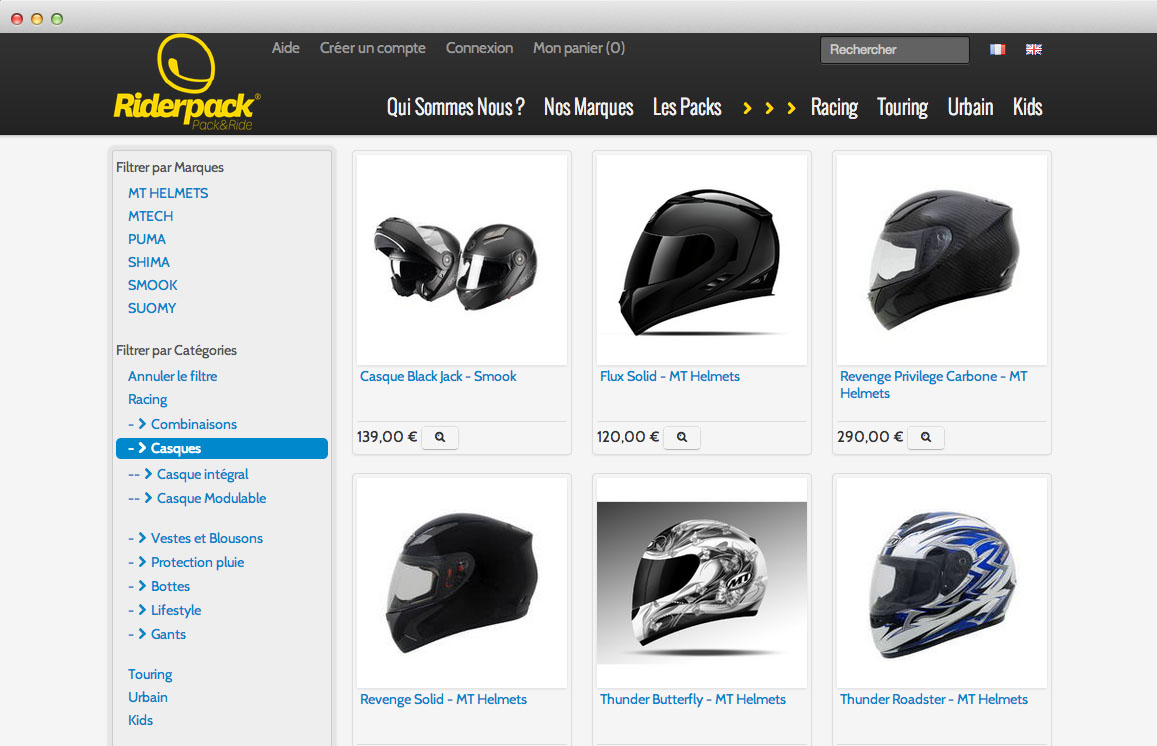 Aide Créer un compte Connexion Mon panier (0) Rechercher
Riderpack®
Pack&Ride
Qui Sommes Nous ? Nos Marques Les Packs > > > Racing Touring Urbain Kids
Filtrer par Marques
MT HELMETS
MTECH
PUMA
SHIMA
SMOOK
SUOMY
Filtrer par Catégories
Annuler le filtre
Racing
- > Combinaisons
- > Casques
-- > Casque intégral
-- > Casque Modulable
- > Vestes et Blousons
- > Protection pluie
- > Bottes
- > Lifestyle
- > Gants
Touring
Urbain
Kids
Casque Black Jack - Smook
139,00 €
Flux Solid - MT Helmets
120,00 €
Revenge Privilege Carbone - MT
Helmets
290,00 €
Revenge Solid - MT Helmets
MT
Thunder Butterfly - MT Helmets
Thunder Roadster - MT Helmets